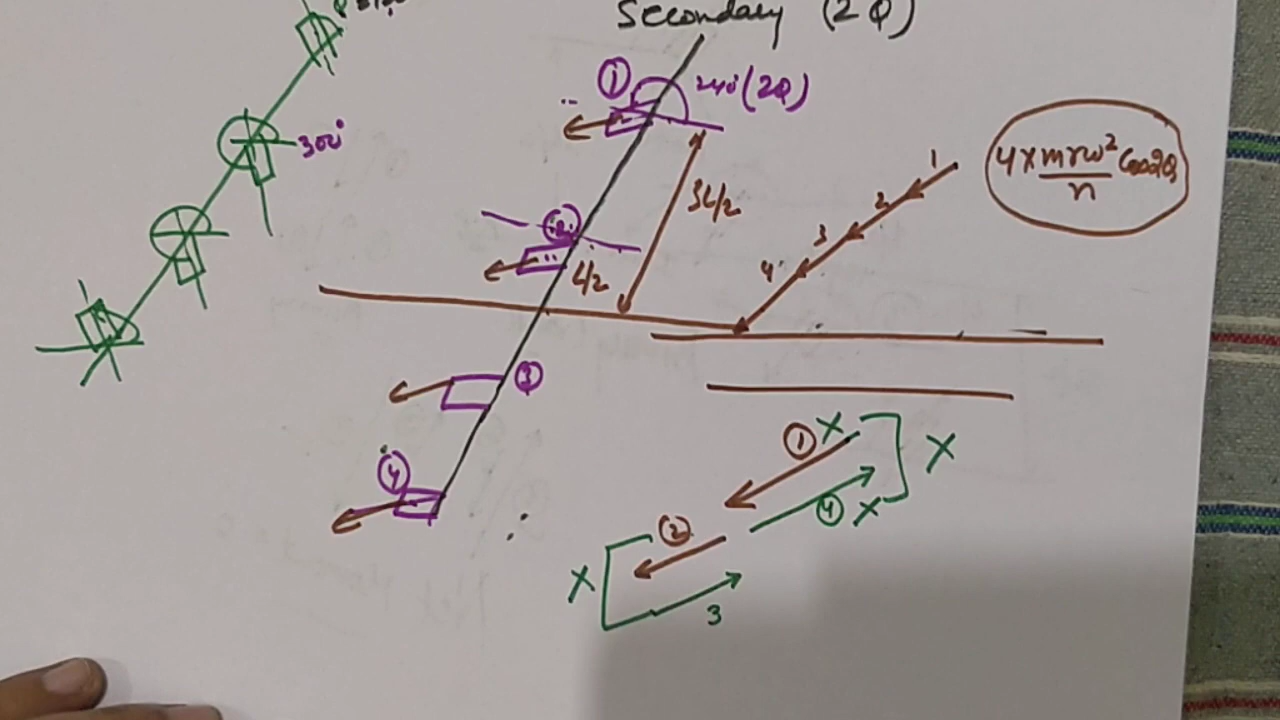 Secondary (2θ)
300°
① 240°(2θ)
3L/2
②
L/2
1
2
3
4
4 × mrω² Cos2θ
n
③
④
① X
④ X
X
②
X
3